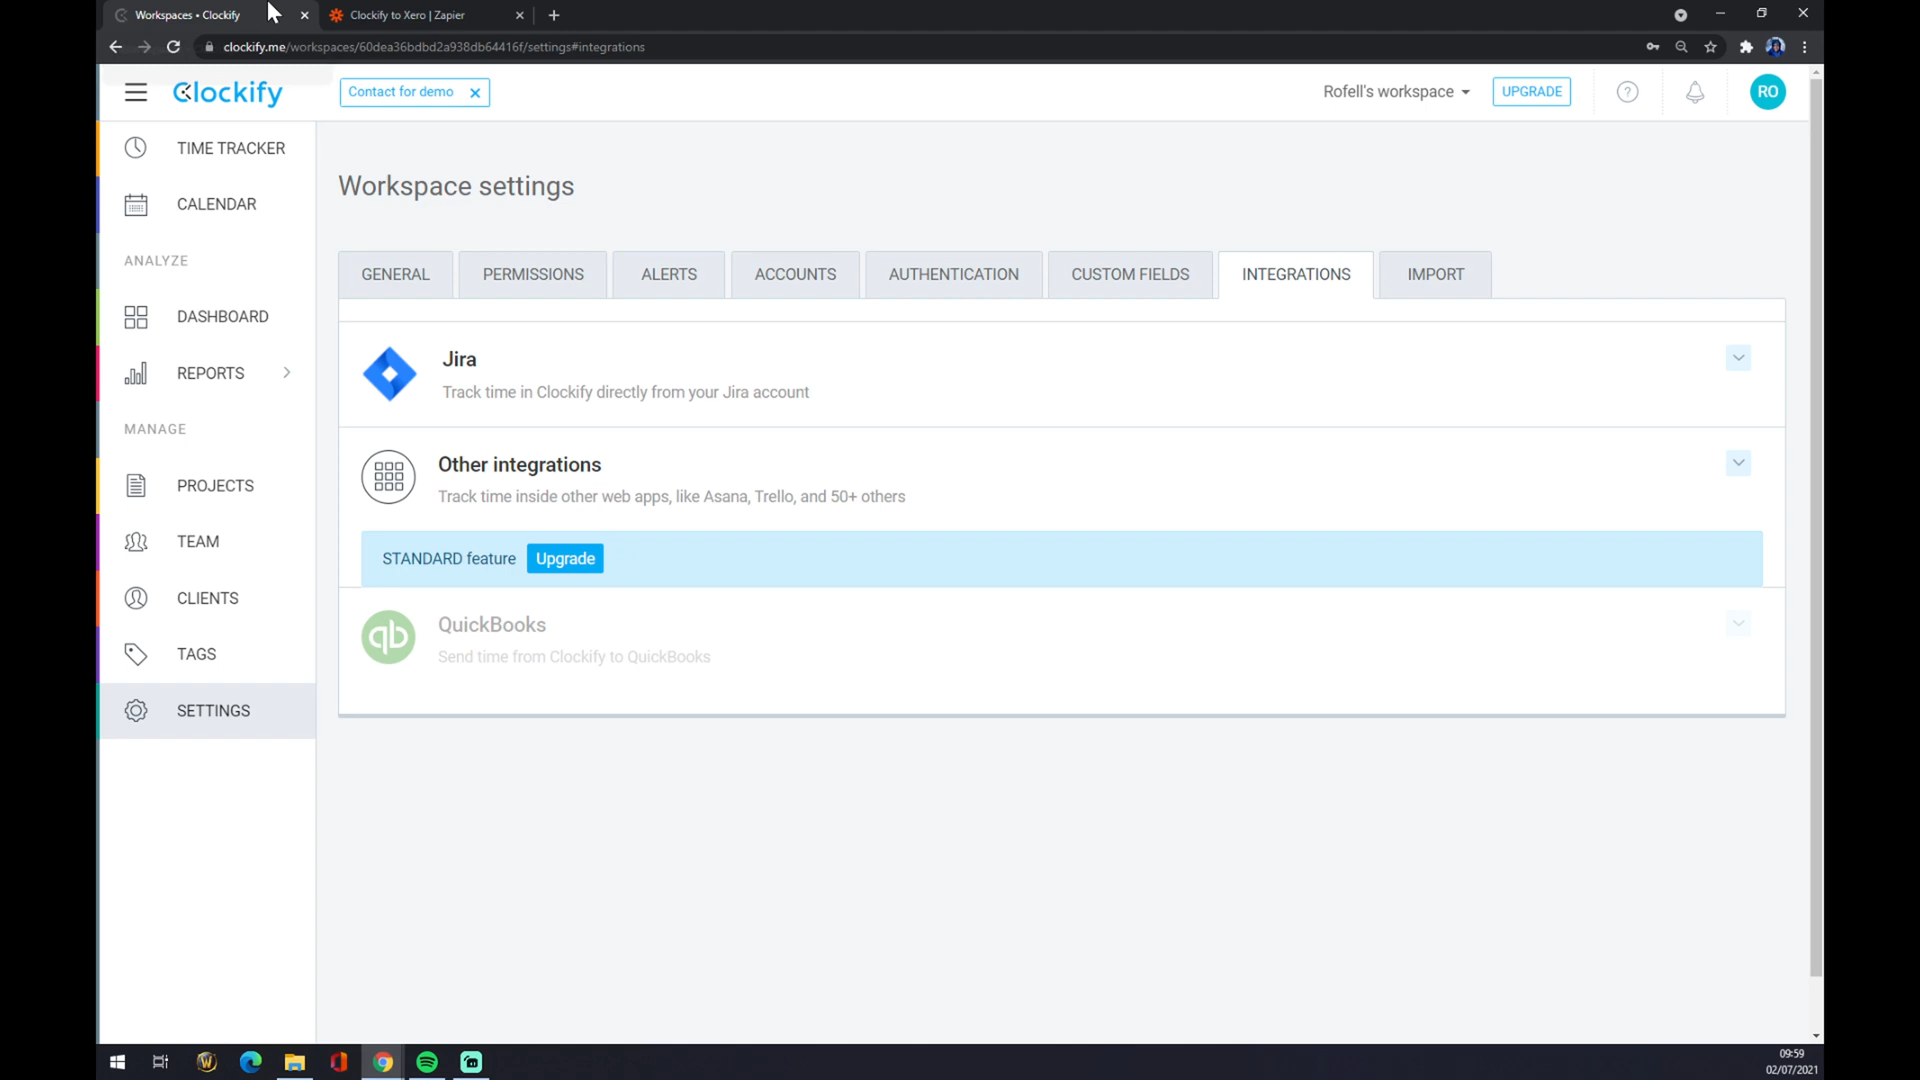 Workspaces • Clockify
Clockify to Xero | Zapier
clockify.me/workspaces/60dea36bdbd2a938db64416f/settings#integrations
Clockify
Contact for demo
Rofell's workspace
UPGRADE
RO
TIME TRACKER
CALENDAR
ANALYZE
DASHBOARD
REPORTS
MANAGE
PROJECTS
TEAM
CLIENTS
TAGS
SETTINGS
Workspace settings
GENERAL
PERMISSIONS
ALERTS
ACCOUNTS
AUTHENTICATION
CUSTOM FIELDS
INTEGRATIONS
IMPORT
Jira
Track time in Clockify directly from your Jira account
Other integrations
Track time inside other web apps, like Asana, Trello, and 50+ others
STANDARD feature
Upgrade
qb
QuickBooks
Send time from Clockify to QuickBooks
09:59
02/07/2021